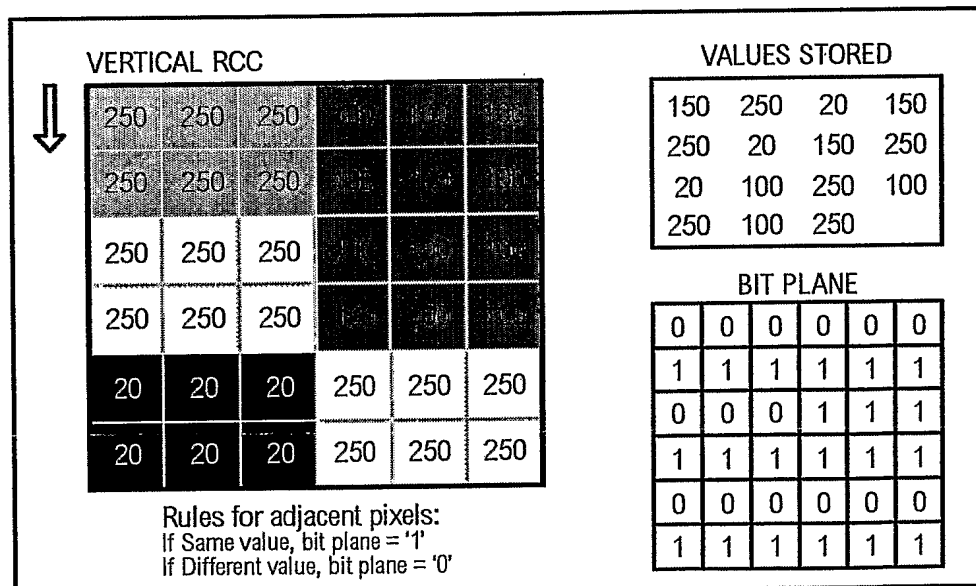 VERTICAL RCC
250 250 250
250 250 250
250 250 250
250 250 250
20 20 20 250 250 250
20 20 20 250 250 250
Rules for adjacent pixels:
If Same value, bit plane = '1'
If Different value, bit plane = '0'
VALUES STORED
150 250 20 150
250 20 150 250
20 100 250 100
250 100 250
BIT PLANE
0 0 0 0 0 0
1 1 1 1 1 1
0 0 0 1 1 1
1 1 1 1 1 1
0 0 0 0 0 0
1 1 1 1 1 1